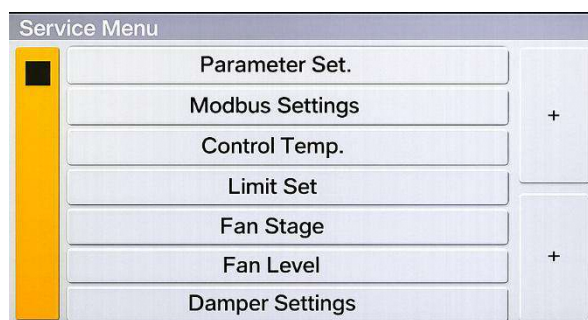 Service Menu
Parameter Set.
Modbus Settings
+
Control Temp.
Limit Set
Fan Stage
Fan Level
+
Damper Settings